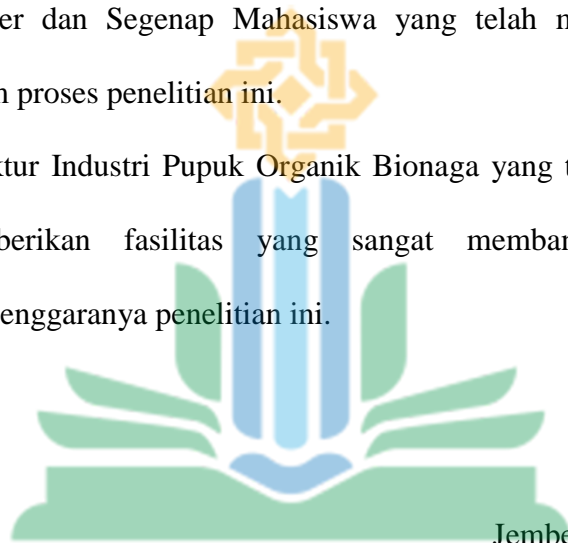 er dan Segenap Mahasiswa yang telah m
n proses penelitian ini.
ktur Industri Pupuk Organik Bionaga yang t
berikan fasilitas yang sangat memba
enggaranya penelitian ini.
Jembe